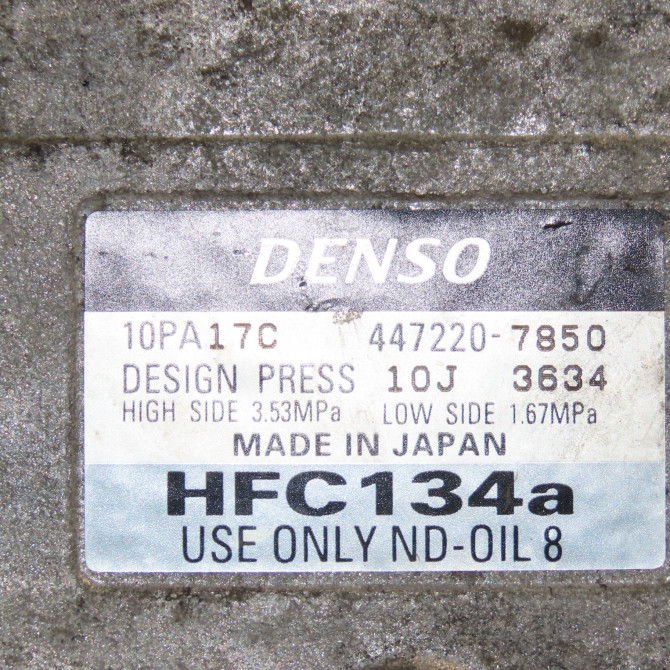 DENSO
10PA17C 447220-7850
DESIGN PRESS 10J 3634
HIGH SIDE 3.53MPa LOW SIDE 1.67MPa
MADE IN JAPAN
HFC134a
USE ONLY ND-OIL 8